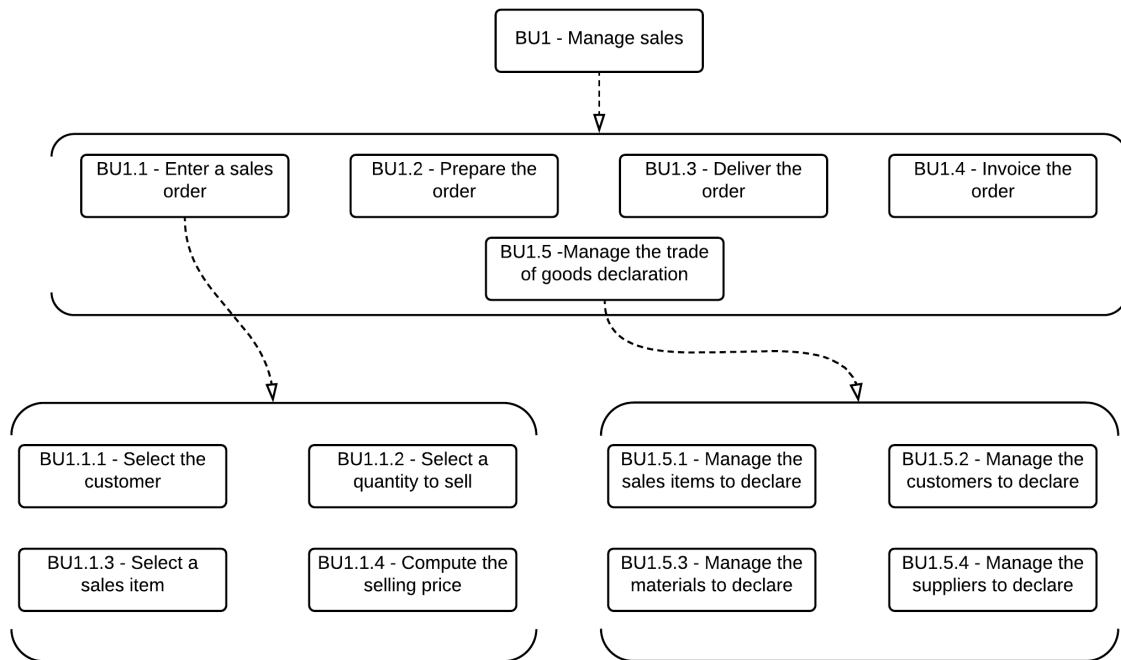 BU1 - Manage sales
BU1.1 - Enter a sales
order
BU1.2 - Prepare the
order
BU1.3 - Deliver the
order
BU1.4 - Invoice the
order
BU1.5 -Manage the trade
of goods declaration
BU1.1.1 - Select the
customer
BU1.1.2 - Select a
quantity to sell
BU1.5.1 - Manage the
sales items to declare
BU1.5.2 - Manage the
customers to declare
BU1.1.3 - Select a
sales item
BU1.1.4 - Compute the
selling price
BU1.5.3 - Manage the
materials to declare
BU1.5.4 - Manage the
suppliers to declare